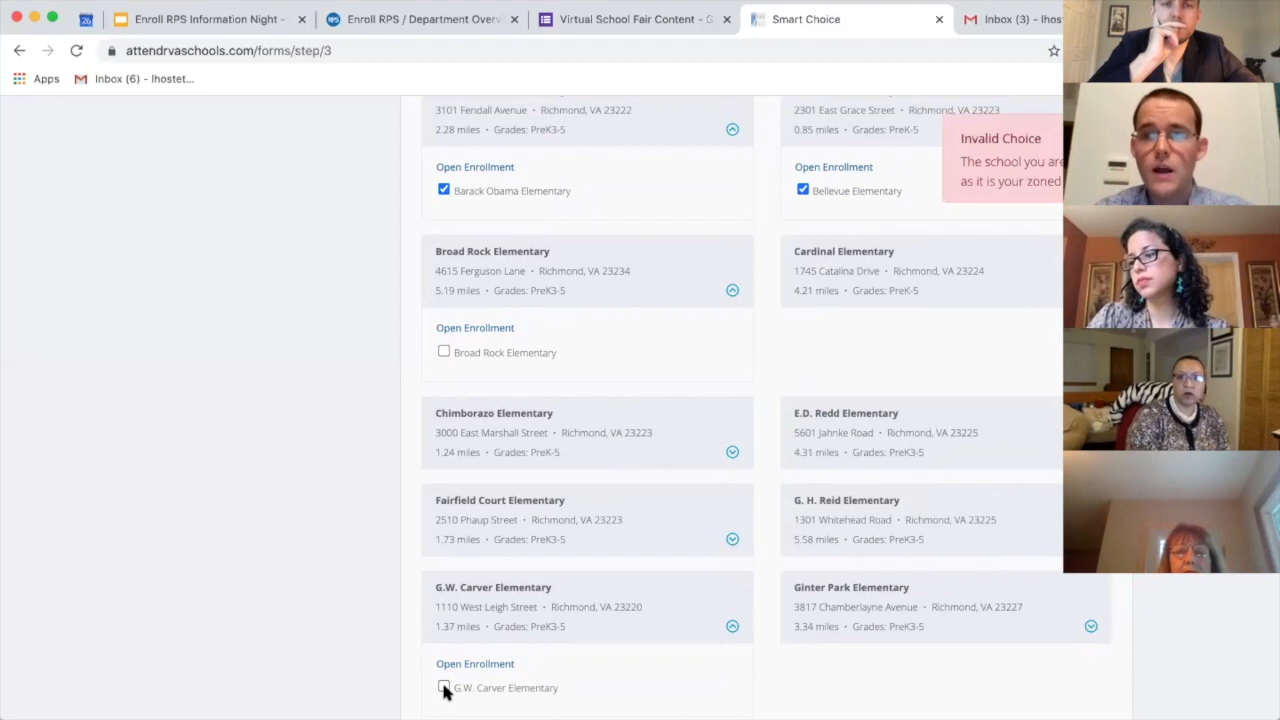 26
Enroll RPS Information Night -
Enroll RPS / Department Overv
Virtual School Fair Content - G
Smart Choice
Inbox (3) - lhost
attendrvaschools.com/forms/step/3
Apps
Inbox (6) - lhostet...
3101 Fendall Avenue • Richmond, VA 23222
2.28 miles • Grades: PreK3-5
Open Enrollment
Barack Obama Elementary
2301 East Grace Street • Richmond, VA 23223
0.85 miles • Grades: PreK-5
Open Enrollment
Bellevue Elementary
Invalid Choice
The school you are
as it is your zoned
Broad Rock Elementary
4615 Ferguson Lane • Richmond, VA 23234
5.19 miles • Grades: PreK3-5
Open Enrollment
Broad Rock Elementary
Cardinal Elementary
1745 Catalina Drive • Richmond, VA 23224
4.21 miles • Grades: PreK-5
Chimborazo Elementary
3000 East Marshall Street • Richmond, VA 23223
1.24 miles • Grades: PreK-5
E.D. Redd Elementary
5601 Jahnke Road • Richmond, VA 23225
4.31 miles • Grades: PreK3-5
Fairfield Court Elementary
2510 Phaup Street • Richmond, VA 23223
1.73 miles • Grades: PreK3-5
G. H. Reid Elementary
1301 Whitehead Road • Richmond, VA 23225
5.58 miles • Grades: PreK3-5
G.W. Carver Elementary
1110 West Leigh Street • Richmond, VA 23220
1.37 miles • Grades: PreK3-5
Open Enrollment
G.W. Carver Elementary
Ginter Park Elementary
3817 Chamberlayne Avenue • Richmond, VA 23227
3.34 miles • Grades: PreK3-5